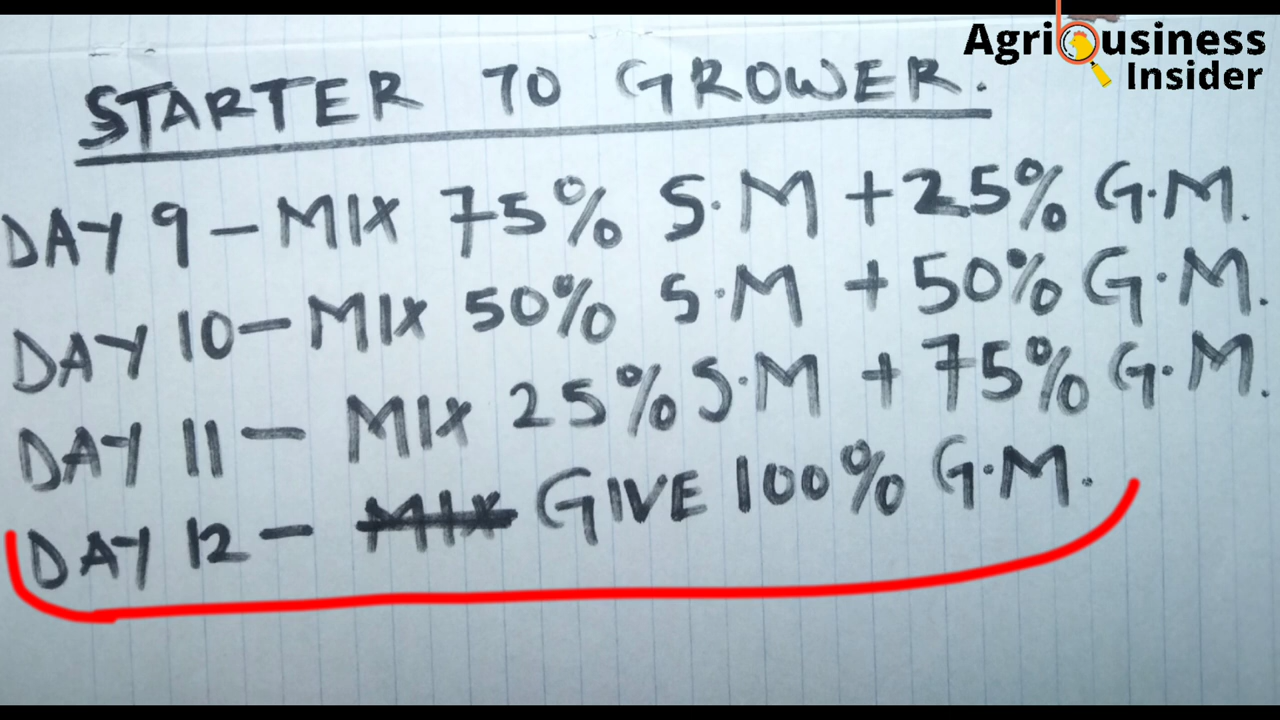 Agribusiness
Insider
STARTER TO GROWER.
DAY 9 - MIX 75% S.M + 25% G.M.
DAY 10 - MIX 50% S.M + 50% G.M.
DAY 11 - MIX 25% S.M + 75% G.M.
DAY 12 - MIX GIVE 100% G.M.